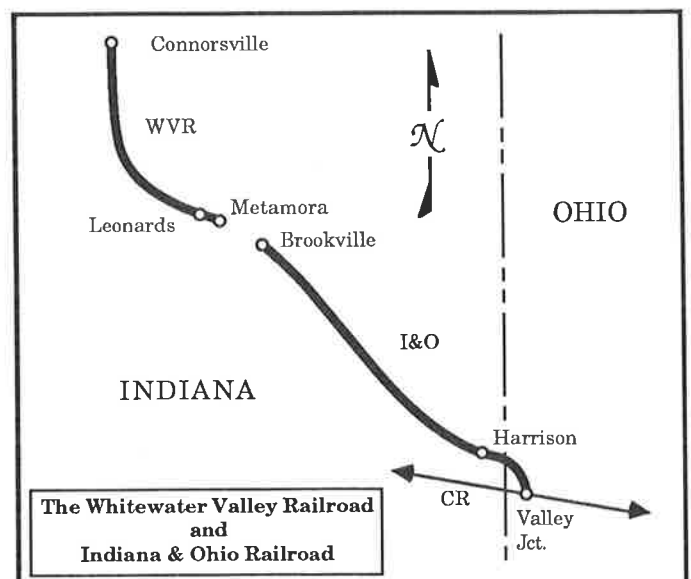 Connorsville
WVR
N
Leonards
Metamora
Brookville
OHIO
I&O
INDIANA
Harrison
CR
Valley
Jct.
The Whitewater Valley Railroad
and
Indiana & Ohio Railroad